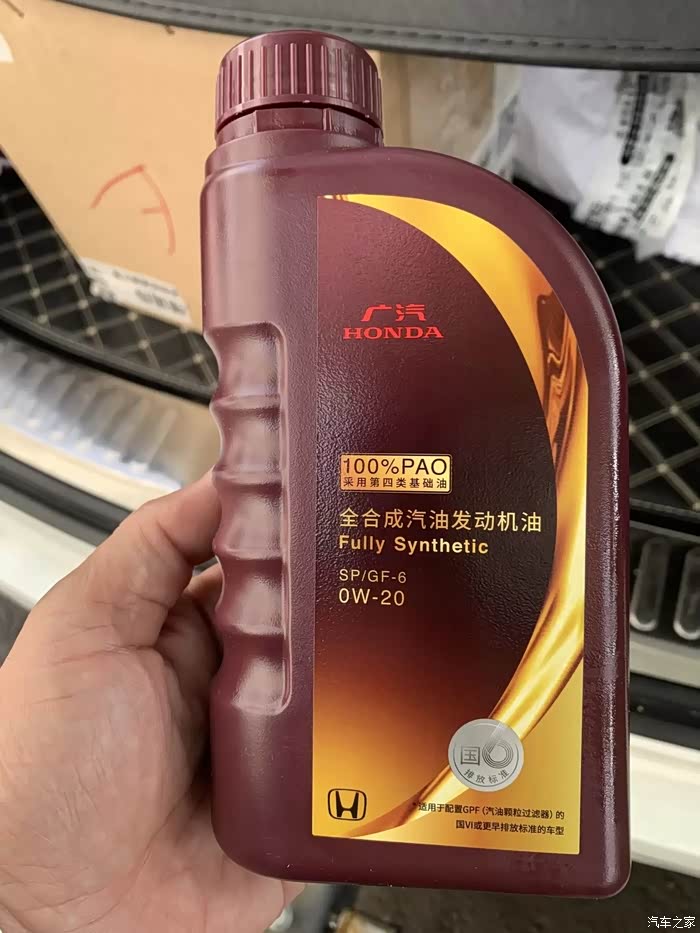 广汽
HONDA
100%PAO
采用第四类基础油
全合成汽油发动机油
Fully Synthetic
SP/GF-6
0W-20
国6
排放标准
*适用于配置GPF(汽油颗粒过滤器)的
国VI或更早排放标准的车型
汽车之家